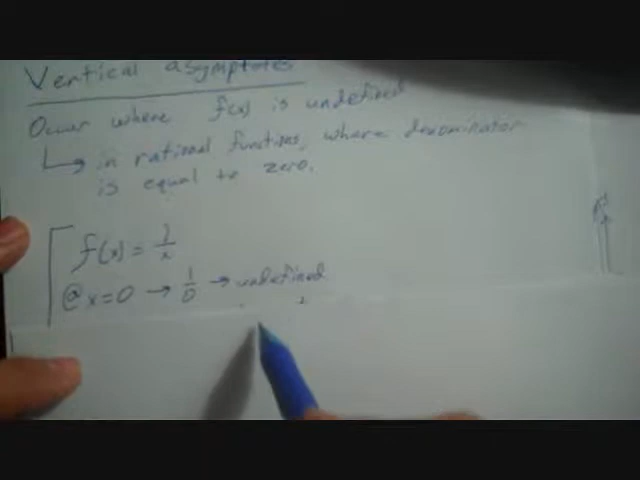 Vertical asymptotes
Occur where f(x) is undefined
↳ in rational functions, where denominator
is equal to zero.
f(x) = 1/x
@ x=0 → 1/0 → undefined